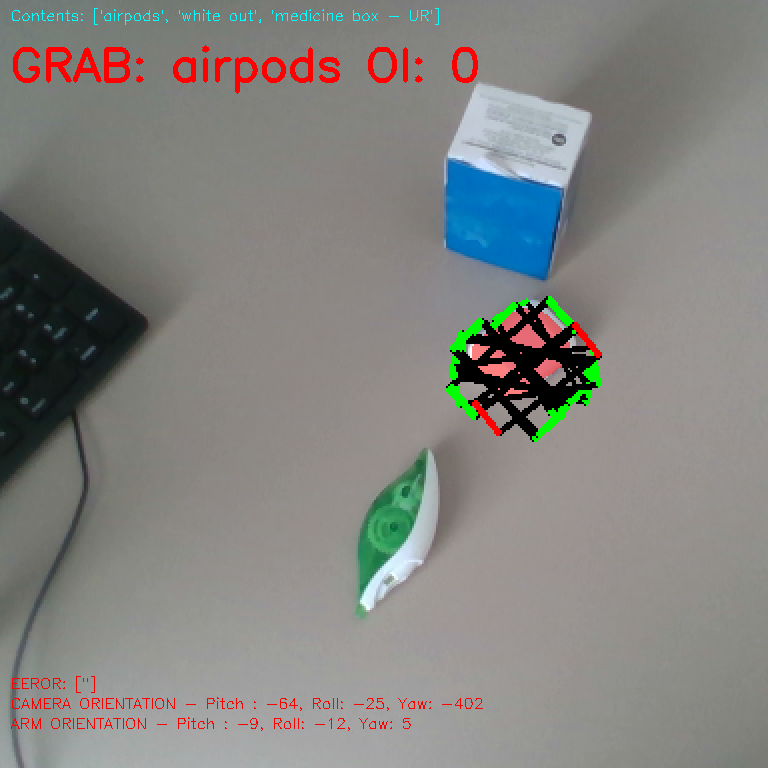 Contents: ['airpods', 'white out', 'medicine box - UR']
GRAB: airpods OI: 0
EEROR: ['']
CAMERA ORIENTATION - Pitch : -64, Roll: -25, Yaw: -402
ARM ORIENTATION - Pitch : -9, Roll: -12, Yaw: 5